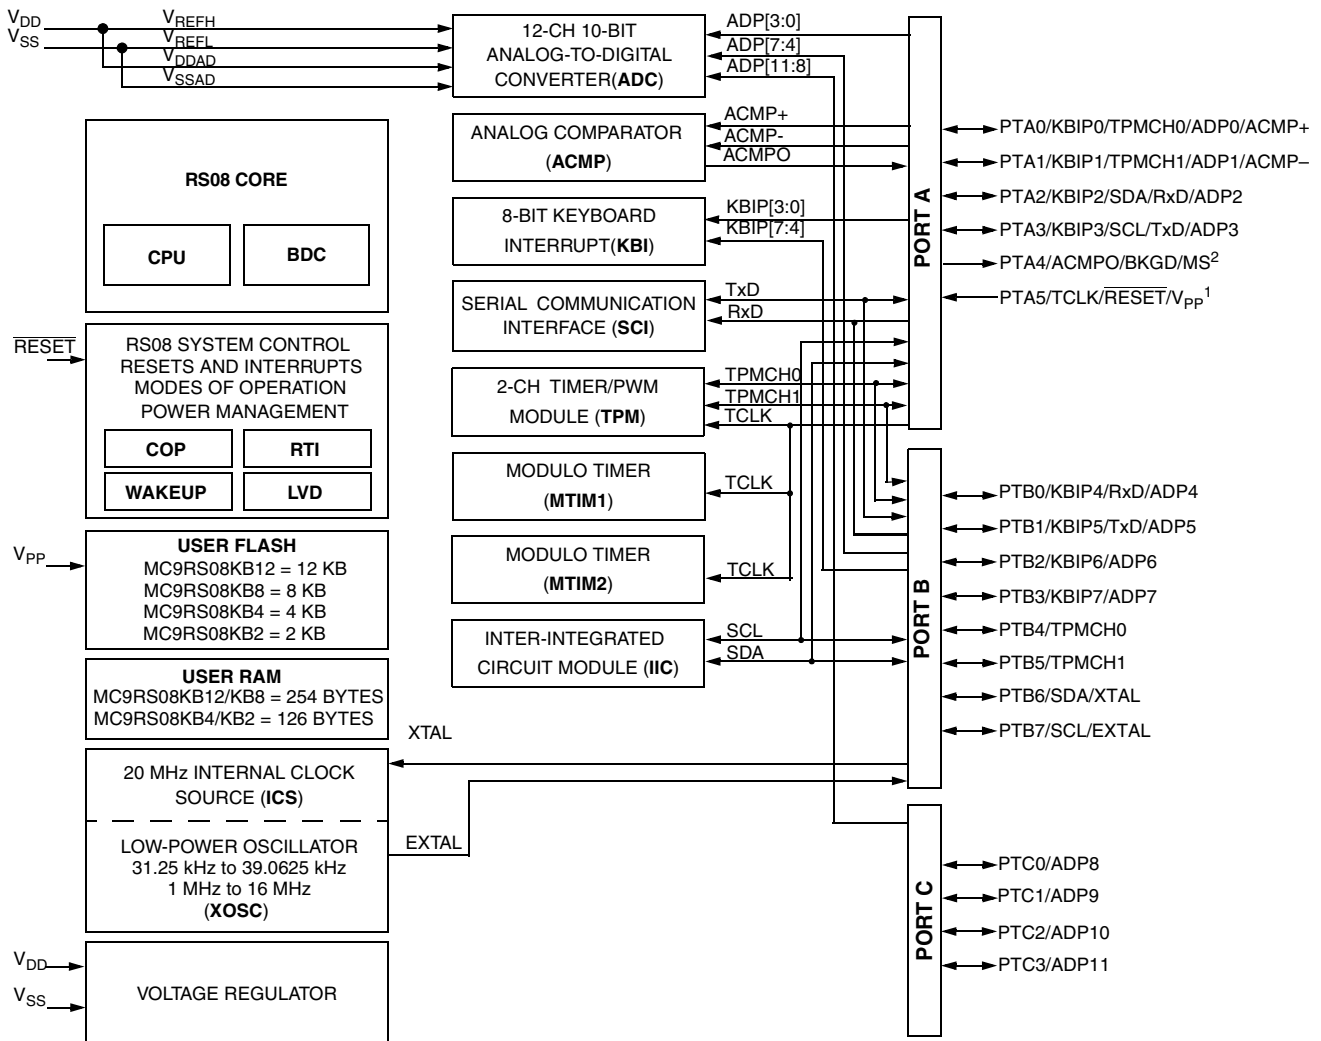 V_DD
V_SS
V_REFH
V_REFL
V_DDAD
V_SSAD
12-CH 10-BIT
ANALOG-TO-DIGITAL
CONVERTER(ADC)
ADP[3:0]
ADP[7:4]
ADP[11:8]
ANALOG COMPARATOR
(ACMP)
ACMP+
ACMP-
ACMPO
8-BIT KEYBOARD
INTERRUPT(KBI)
KBIP[3:0]
KBIP[7:4]
SERIAL COMMUNICATION
INTERFACE (SCI)
TxD
RxD
2-CH TIMER/PWM
MODULE (TPM)
TPMCH0
TPMCH1
TCLK
MODULO TIMER
(MTIM1)
TCLK
MODULO TIMER
(MTIM2)
TCLK
INTER-INTEGRATED
CIRCUIT MODULE (IIC)
SCL
SDA
RS08 CORE
CPU
BDC
RESET
RS08 SYSTEM CONTROL
RESETS AND INTERRUPTS
MODES OF OPERATION
POWER MANAGEMENT
COP
RTI
WAKEUP
LVD
V_PP
USER FLASH
MC9RS08KB12 = 12 KB
MC9RS08KB8 = 8 KB
MC9RS08KB4 = 4 KB
MC9RS08KB2 = 2 KB
USER RAM
MC9RS08KB12/KB8 = 254 BYTES
MC9RS08KB4/KB2 = 126 BYTES
20 MHz INTERNAL CLOCK
SOURCE (ICS)
XTAL
LOW-POWER OSCILLATOR
31.25 kHz to 39.0625 kHz
1 MHz to 16 MHz
(XOSC)
EXTAL
V_DD
V_SS
VOLTAGE REGULATOR
PORT A
PTA0/KBIP0/TPMCH0/ADP0/ACMP+
PTA1/KBIP1/TPMCH1/ADP1/ACMP–
PTA2/KBIP2/SDA/RxD/ADP2
PTA3/KBIP3/SCL/TxD/ADP3
PTA4/ACMPO/BKGD/MS²
PTA5/TCLK/RESET/V_PP¹
PORT B
PTB0/KBIP4/RxD/ADP4
PTB1/KBIP5/TxD/ADP5
PTB2/KBIP6/ADP6
PTB3/KBIP7/ADP7
PTB4/TPMCH0
PTB5/TPMCH1
PTB6/SDA/XTAL
PTB7/SCL/EXTAL
PORT C
PTC0/ADP8
PTC1/ADP9
PTC2/ADP10
PTC3/ADP11